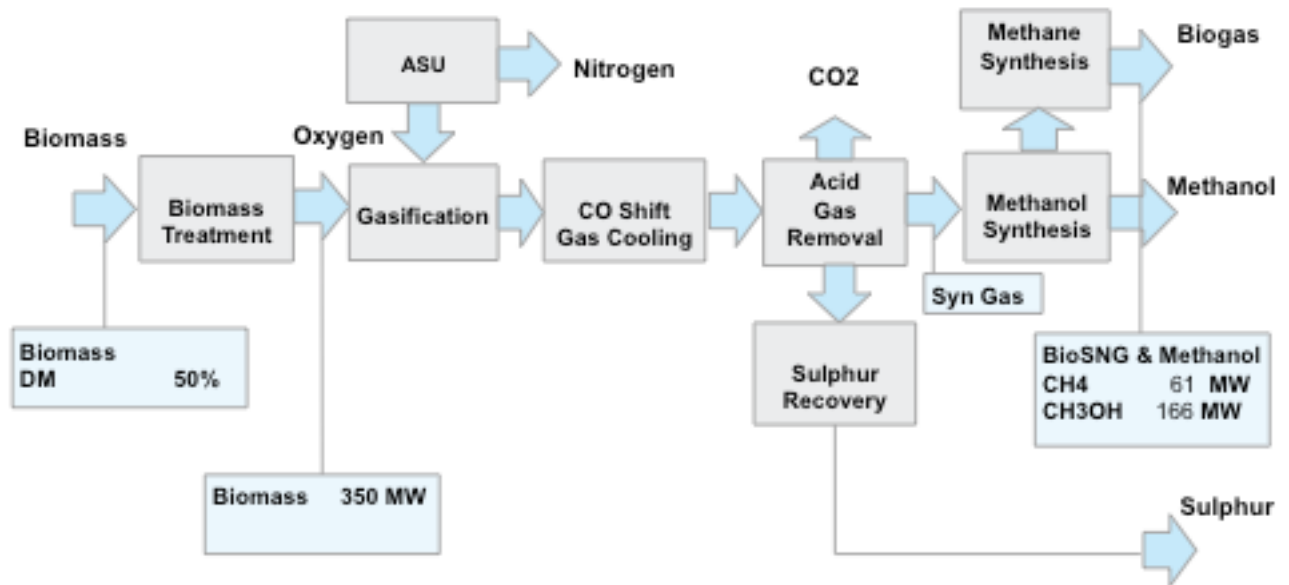 Methane
Synthesis
Biogas
ASU
Nitrogen
CO2
Biomass
Oxygen
Biomass
Treatment
Gasification
CO Shift
Gas Cooling
Acid
Gas
Removal
Methanol
Synthesis
Methanol
Syn Gas
Biomass
DM 50%
Sulphur
Recovery
BioSNG & Methanol
CH4 61 MW
CH3OH 166 MW
Biomass 350 MW
Sulphur